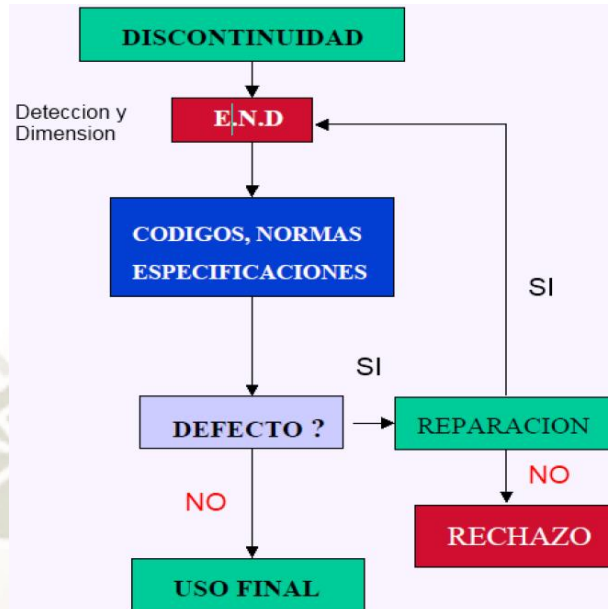 DISCONTINUIDAD
Deteccion y
Dimension
E.N.D
CODIGOS, NORMAS
ESPECIFICACIONES
SI
SI
DEFECTO ?
REPARACION
NO
NO
RECHAZO
USO FINAL